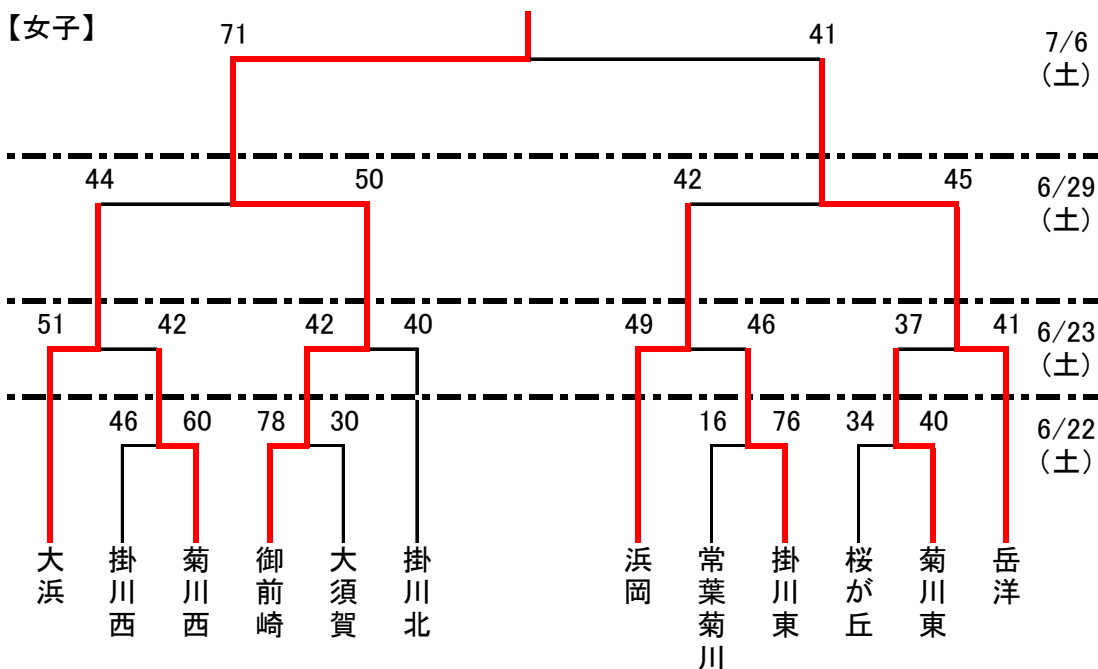 【女子】
71
41
7/6
(土)
44
50
42
45
6/29
(土)
51
42
42
40
49
46
37
41
6/23
(土)
46
60
78
30
16
76
34
40
6/22
(土)
大浜
掛川西
菊川西
御前崎
大須賀
掛川北
浜岡
常葉菊川
掛川東
桜が丘
菊川東
岳洋